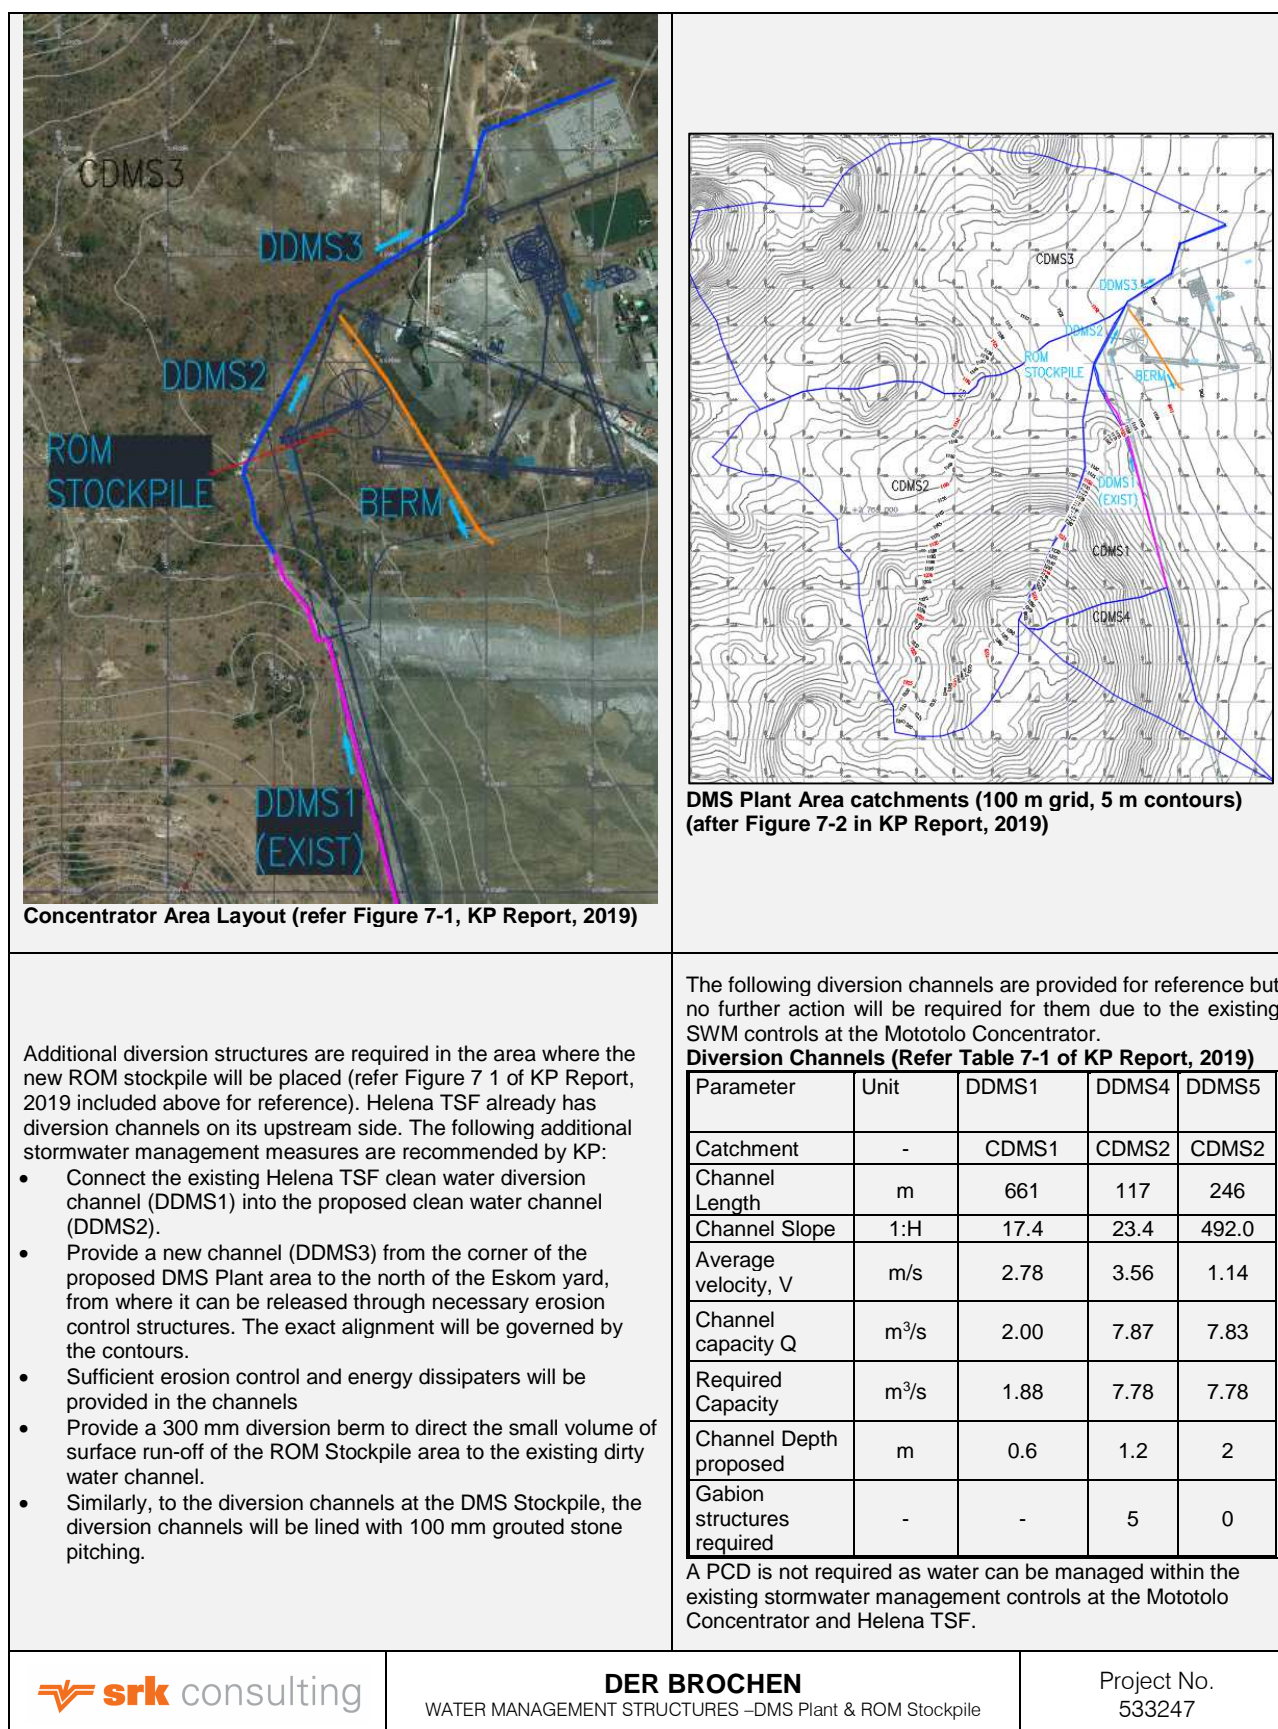 CDMS3
DDMS3
DDMS2
ROM
STOCKPILE
BERM
DDMS1
(EXIST)
Concentrator Area Layout (refer Figure 7-1, KP Report, 2019)
CDMS3
DDMS3
DDMS2
ROM
STOCKPILE
BERM
CDMS2
DDMS1
(EXIST)
CDMS1
CDMS4
DMS Plant Area catchments (100 m grid, 5 m contours)
(after Figure 7-2 in KP Report, 2019)
Additional diversion structures are required in the area where the
new ROM stockpile will be placed (refer Figure 7 1 of KP Report,
2019 included above for reference). Helena TSF already has
diversion channels on its upstream side. The following additional
stormwater management measures are recommended by KP:
• Connect the existing Helena TSF clean water diversion
channel (DDMS1) into the proposed clean water channel
(DDMS2).
• Provide a new channel (DDMS3) from the corner of the
proposed DMS Plant area to the north of the Eskom yard,
from where it can be released through necessary erosion
control structures. The exact alignment will be governed by
the contours.
• Sufficient erosion control and energy dissipaters will be
provided in the channels
• Provide a 300 mm diversion berm to direct the small volume of
surface run-off of the ROM Stockpile area to the existing dirty
water channel.
• Similarly, to the diversion channels at the DMS Stockpile, the
diversion channels will be lined with 100 mm grouted stone
pitching.
The following diversion channels are provided for reference but
no further action will be required for them due to the existing
SWM controls at the Mototolo Concentrator.
Diversion Channels (Refer Table 7-1 of KP Report, 2019)
Parameter Unit DDMS1 DDMS4 DDMS5
Catchment - CDMS1 CDMS2 CDMS2
Channel
Length m 661 117 246
Channel Slope 1:H 17.4 23.4 492.0
Average
velocity, V m/s 2.78 3.56 1.14
Channel
capacity Q m³/s 2.00 7.87 7.83
Required
Capacity m³/s 1.88 7.78 7.78
Channel Depth
proposed m 0.6 1.2 2
Gabion
structures
required - - 5 0
A PCD is not required as water can be managed within the
existing stormwater management controls at the Mototolo
Concentrator and Helena TSF.
srk consulting
DER BROCHEN
WATER MANAGEMENT STRUCTURES –DMS Plant & ROM Stockpile
Project No.
533247